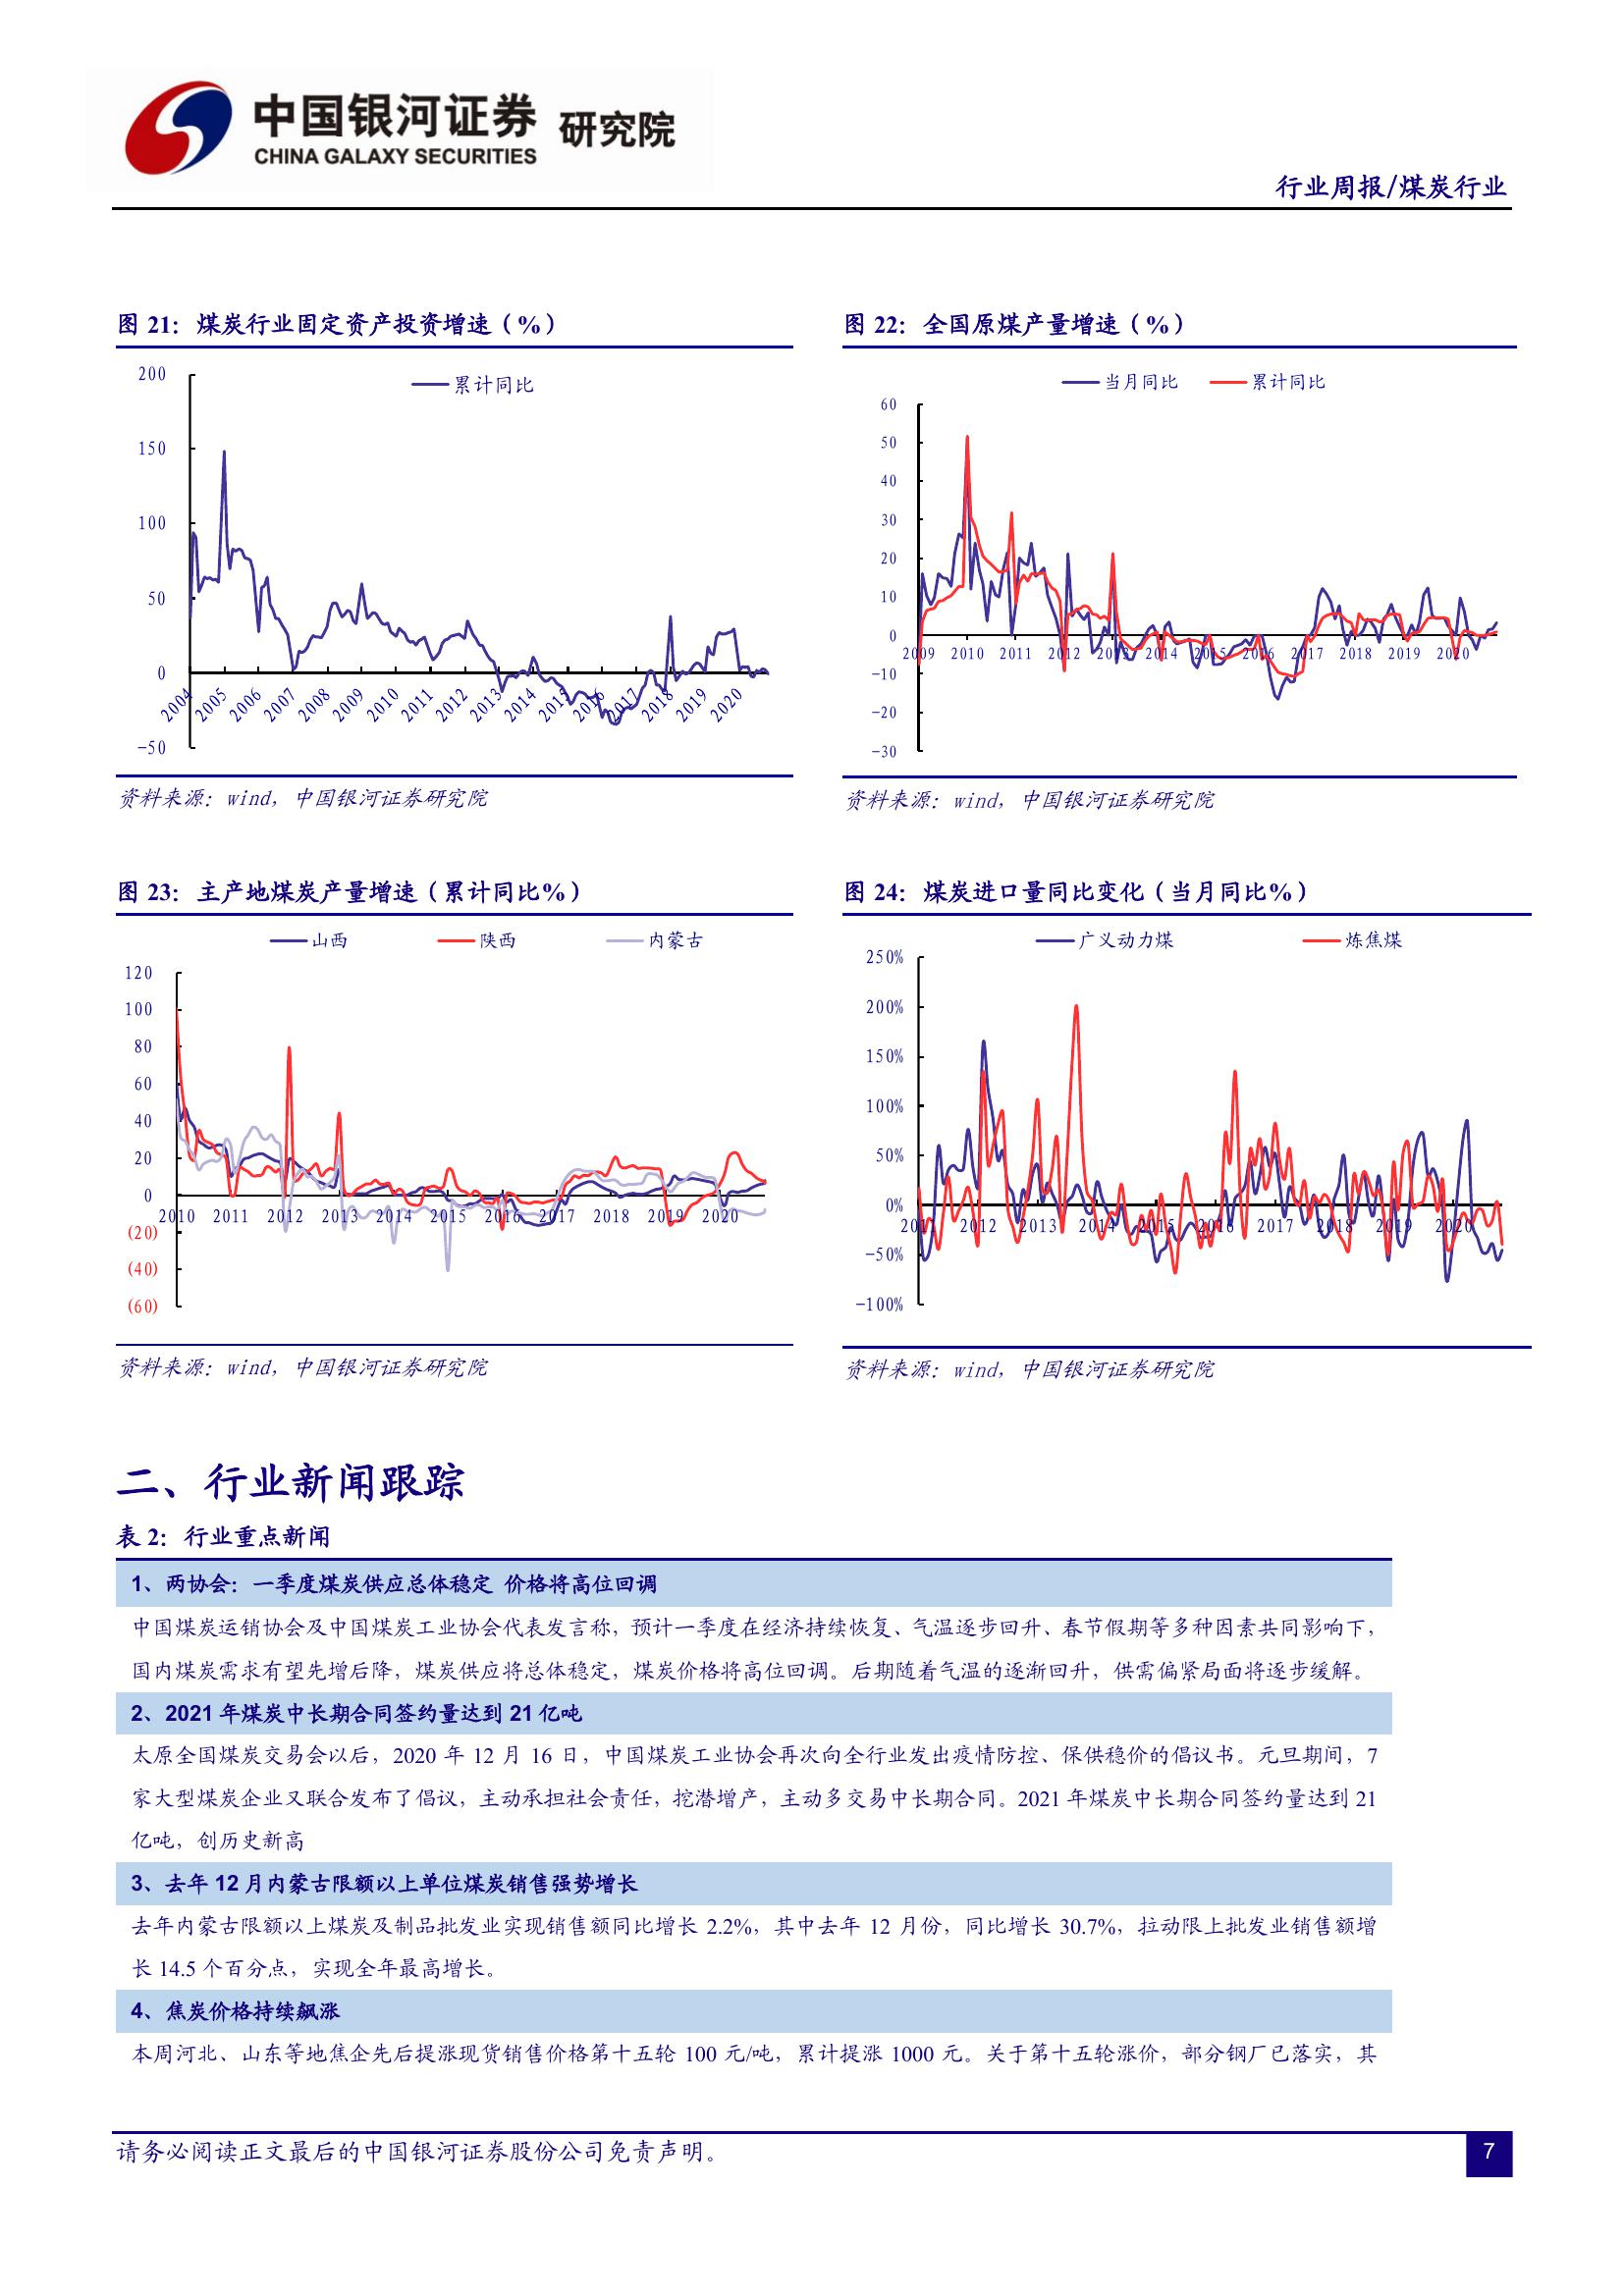 中国银河证券 研究院
CHINA GALAXY SECURITIES
行业周报/煤炭行业
图 21：煤炭行业固定资产投资增速（%）
累计同比
200
150
100
50
0
-50
2004 2005 2006 2007 2008 2009 2010 2011 2012 2013 2014 2015 2016 2017 2018 2019 2020
资料来源：wind，中国银河证券研究院
图 22：全国原煤产量增速（%）
当月同比 累计同比
60
50
40
30
20
10
0
-10
-20
-30
2009 2010 2011 2012 2013 2014 2015 2016 2017 2018 2019 2020
资料来源：wind，中国银河证券研究院
图 23：主产地煤炭产量增速（累计同比%）
山西 陕西 内蒙古
120
100
80
60
40
20
0
(20)
(40)
(60)
2010 2011 2012 2013 2014 2015 2016 2017 2018 2019 2020
资料来源：wind，中国银河证券研究院
图 24：煤炭进口量同比变化（当月同比%）
广义动力煤 炼焦煤
250%
200%
150%
100%
50%
0%
-50%
-100%
2011 2012 2013 2014 2015 2016 2017 2018 2019 2020
资料来源：wind，中国银河证券研究院
二、行业新闻跟踪
表 2：行业重点新闻
1、两协会：一季度煤炭供应总体稳定 价格将高位回调
中国煤炭运销协会及中国煤炭工业协会代表发言称，预计一季度在经济持续恢复、气温逐步回升、春节假期等多种因素共同影响下，
国内煤炭需求有望先增后降，煤炭供应将总体稳定，煤炭价格将高位回调。后期随着气温的逐渐回升，供需偏紧局面将逐步缓解。
2、2021 年煤炭中长期合同签约量达到 21 亿吨
太原全国煤炭交易会以后，2020 年 12 月 16 日，中国煤炭工业协会再次向全行业发出疫情防控、保供稳价的倡议书。元旦期间，7
家大型煤炭企业又联合发布了倡议，主动承担社会责任，挖潜增产，主动多交易中长期合同。2021 年煤炭中长期合同签约量达到 21
亿吨，创历史新高
3、去年 12 月内蒙古限额以上单位煤炭销售强势增长
去年内蒙古限额以上煤炭及制品批发业实现销售额同比增长 2.2%，其中去年 12 月份，同比增长 30.7%，拉动限上批发业销售额增
长 14.5 个百分点，实现全年最高增长。
4、焦炭价格持续飙涨
本周河北、山东等地焦企先后提涨现货销售价格第十五轮 100 元/吨，累计提涨 1000 元。关于第十五轮涨价，部分钢厂已落实，其
请务必阅读正文最后的中国银河证券股份公司免责声明。
7